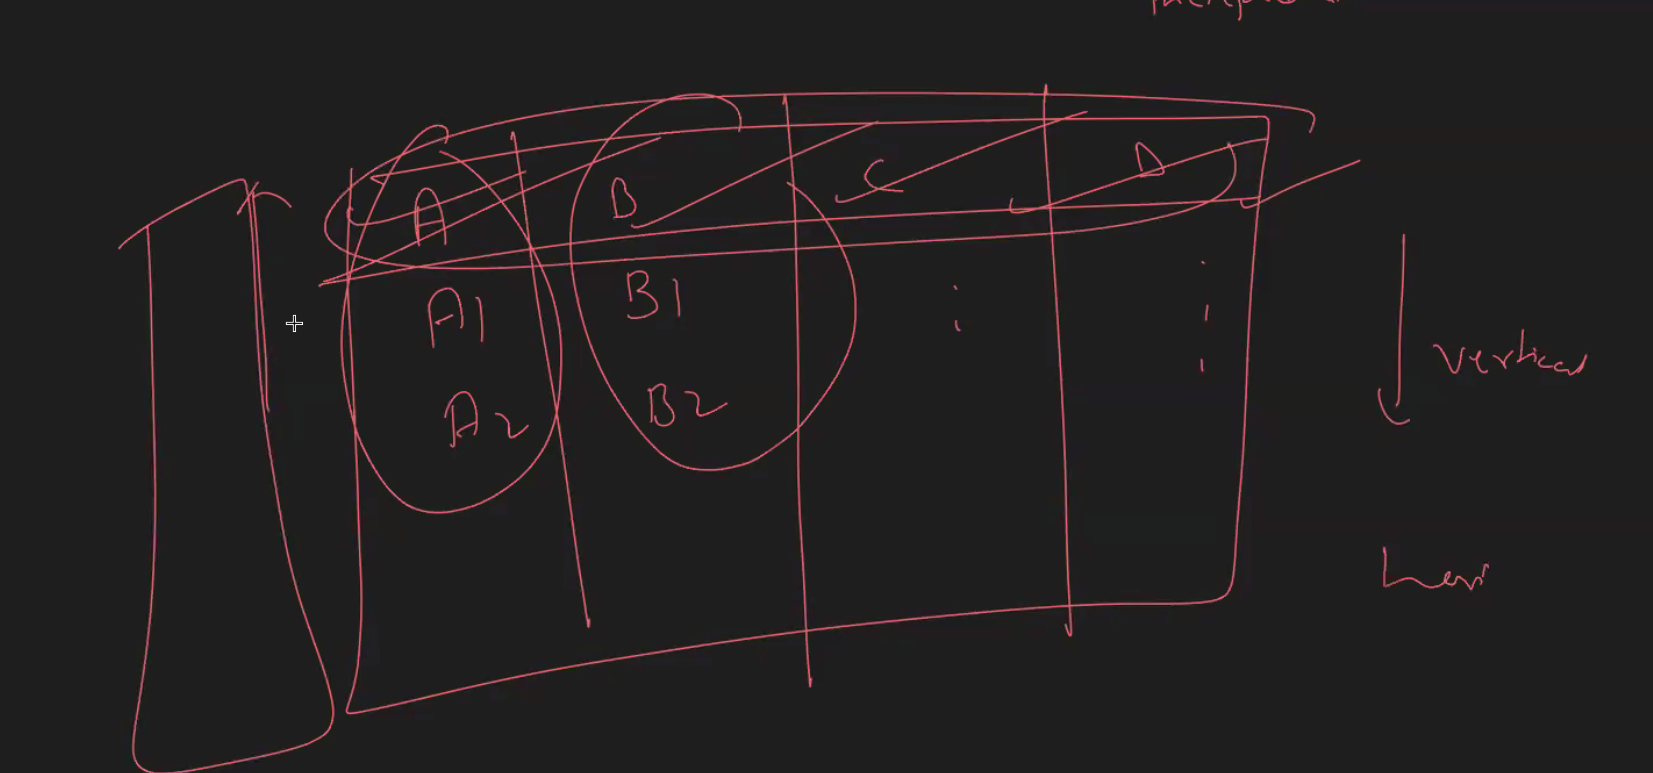 A B C D
A1 B1
A2 B2
vertical